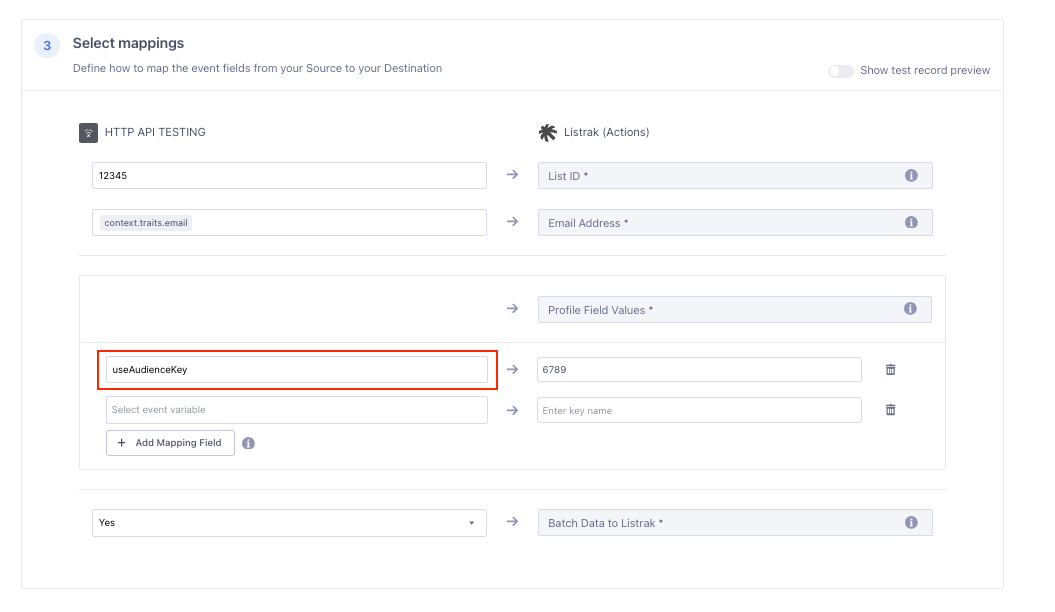 3
Select mappings
Define how to map the event fields from your Source to your Destination
Show test record preview
HTTP API TESTING
Listrak (Actions)
12345
List ID *
context.traits.email
Email Address *
Profile Field Values *
useAudienceKey
6789
Select event variable
Enter key name
+ Add Mapping Field
Yes
Batch Data to Listrak *